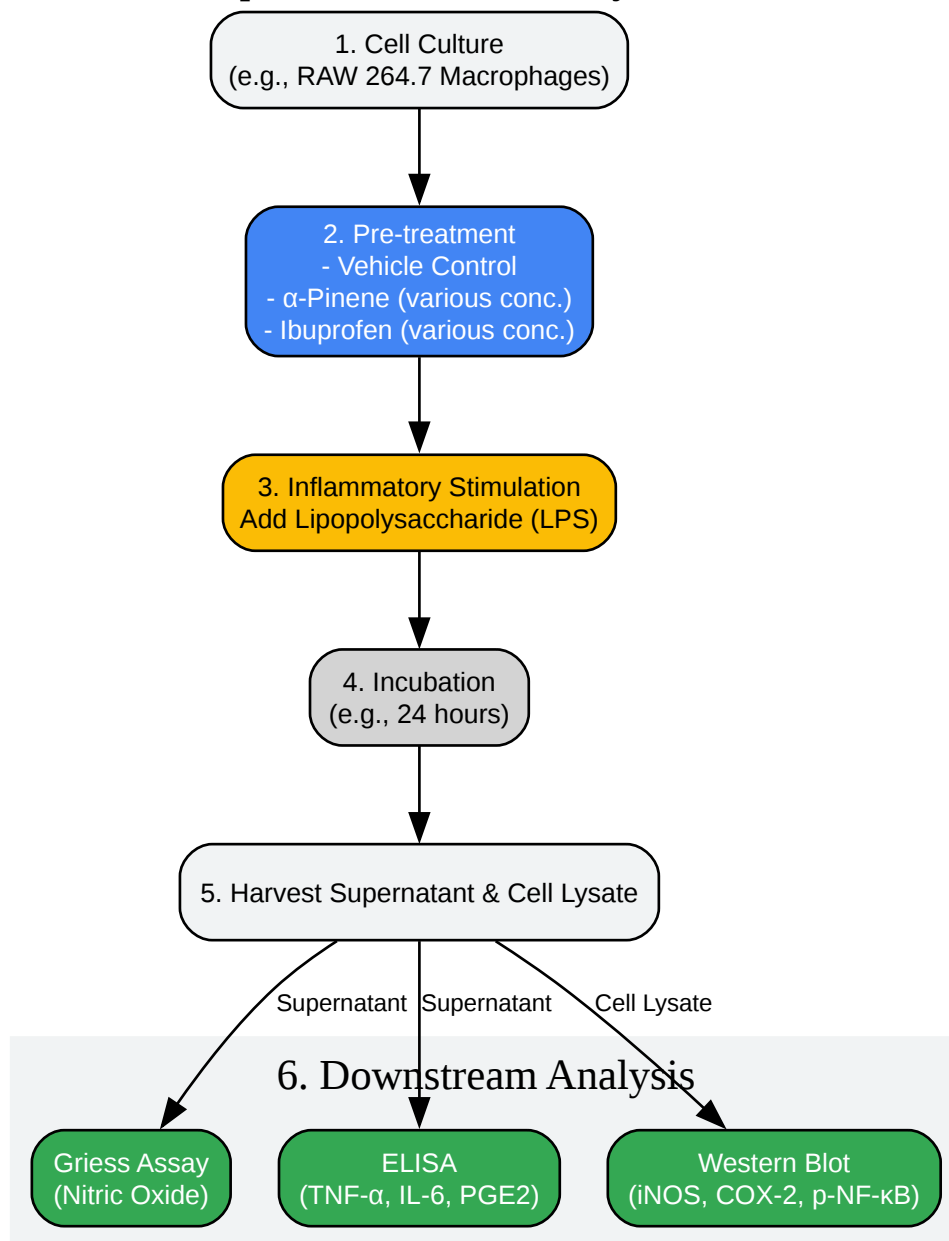 1. Cell Culture
(e.g., RAW 264.7 Macrophages)
2. Pre-treatment
- Vehicle Control
- α-Pinene (various conc.)
- Ibuprofen (various conc.)
3. Inflammatory Stimulation
Add Lipopolysaccharide (LPS)
4. Incubation
(e.g., 24 hours)
5. Harvest Supernatant & Cell Lysate
Supernatant
Supernatant
Cell Lysate
6. Downstream Analysis
Griess Assay
(Nitric Oxide)
ELISA
(TNF-α, IL-6, PGE2)
Western Blot
(iNOS, COX-2, p-NF-κB)